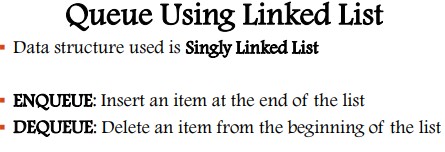 Queue Using Linked List
▪ Data structure used is Singly Linked List
▪ ENQUEUE: Insert an item at the end of the list
▪ DEQUEUE: Delete an item from the beginning of the list